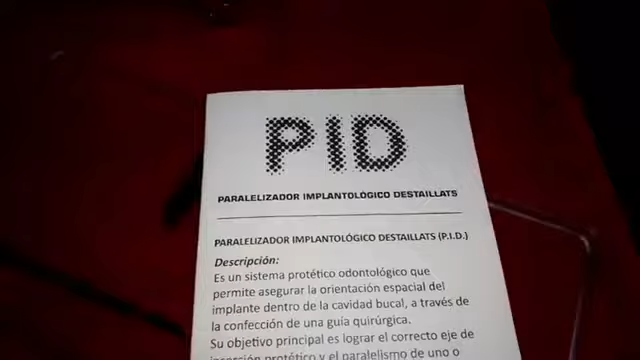 PID
PARALELIZADOR IMPLANTOLÓGICO DESTAILLATS
PARALELIZADOR IMPLANTOLÓGICO DESTAILLATS (P.I.D.)
Descripción:
Es un sistema protético odontológico que
permite asegurar la orientación espacial del
implante dentro de la cavidad bucal, a través de
la confección de una guía quirúrgica.
Su objetivo principal es lograr el correcto eje de
inserción protético y el paralelismo de uno o